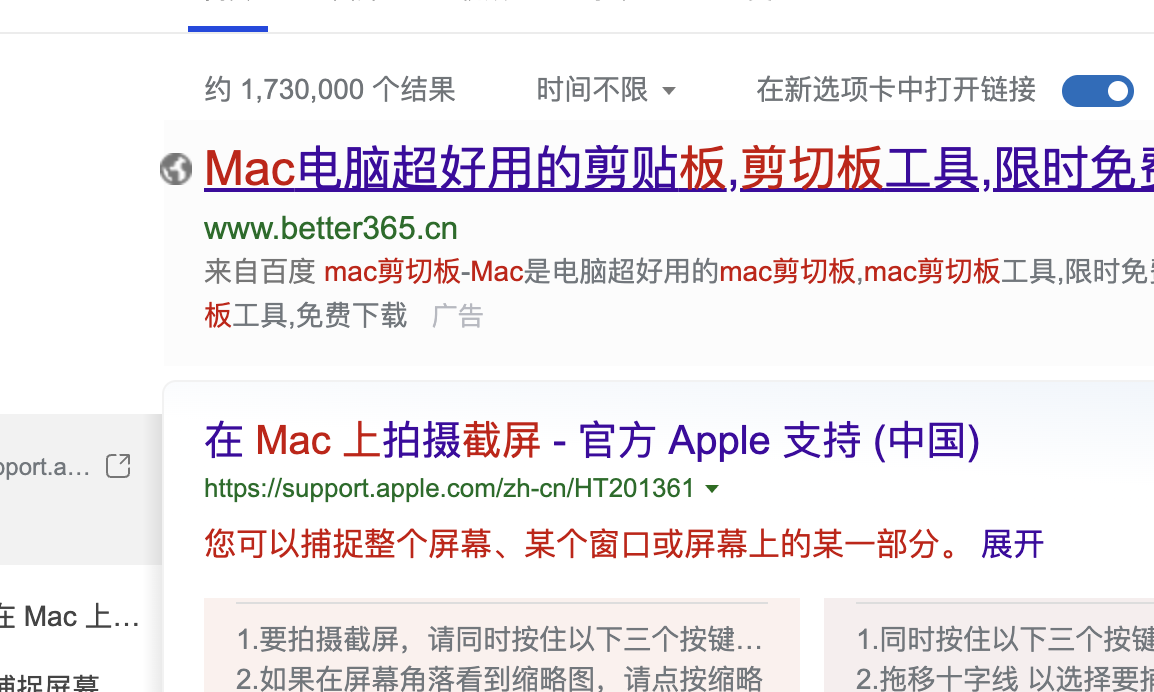 约 1,730,000 个结果 时间不限 在新选项卡中打开链接
Mac电脑超好用的剪贴板,剪切板工具,限时免费
www.better365.cn
来自百度 mac剪切板-Mac是电脑超好用的mac剪切板,mac剪切板工具,限时免费
板工具,免费下载 广告
在 Mac 上拍摄截屏 - 官方 Apple 支持 (中国)
https://support.apple.com/zh-cn/HT201361
pport.a...
您可以捕捉整个屏幕、某个窗口或屏幕上的某一部分。 展开
在 Mac 上...
捕捉屏幕
1.要拍摄截屏，请同时按住以下三个按键...
2.如果在屏幕角落看到缩略图，请点按缩略
1.同时按住以下三个按键
2.拖移十字线 以选择要拍